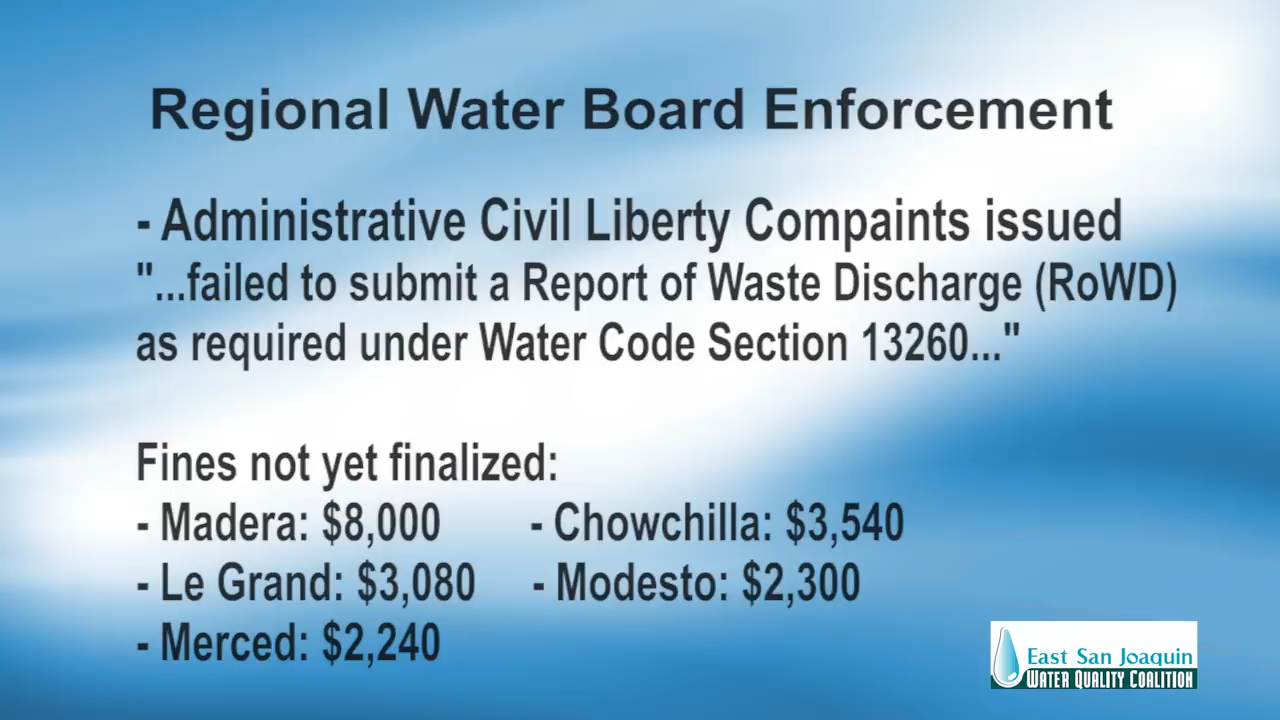 Regional Water Board Enforcement
- Administrative Civil Liberty Compaints issued
"...failed to submit a Report of Waste Discharge (RoWD)
as required under Water Code Section 13260..."
Fines not yet finalized:
- Madera: $8,000 - Chowchilla: $3,540
- Le Grand: $3,080 - Modesto: $2,300
- Merced: $2,240
East San Joaquin
WATER QUALITY COALITION